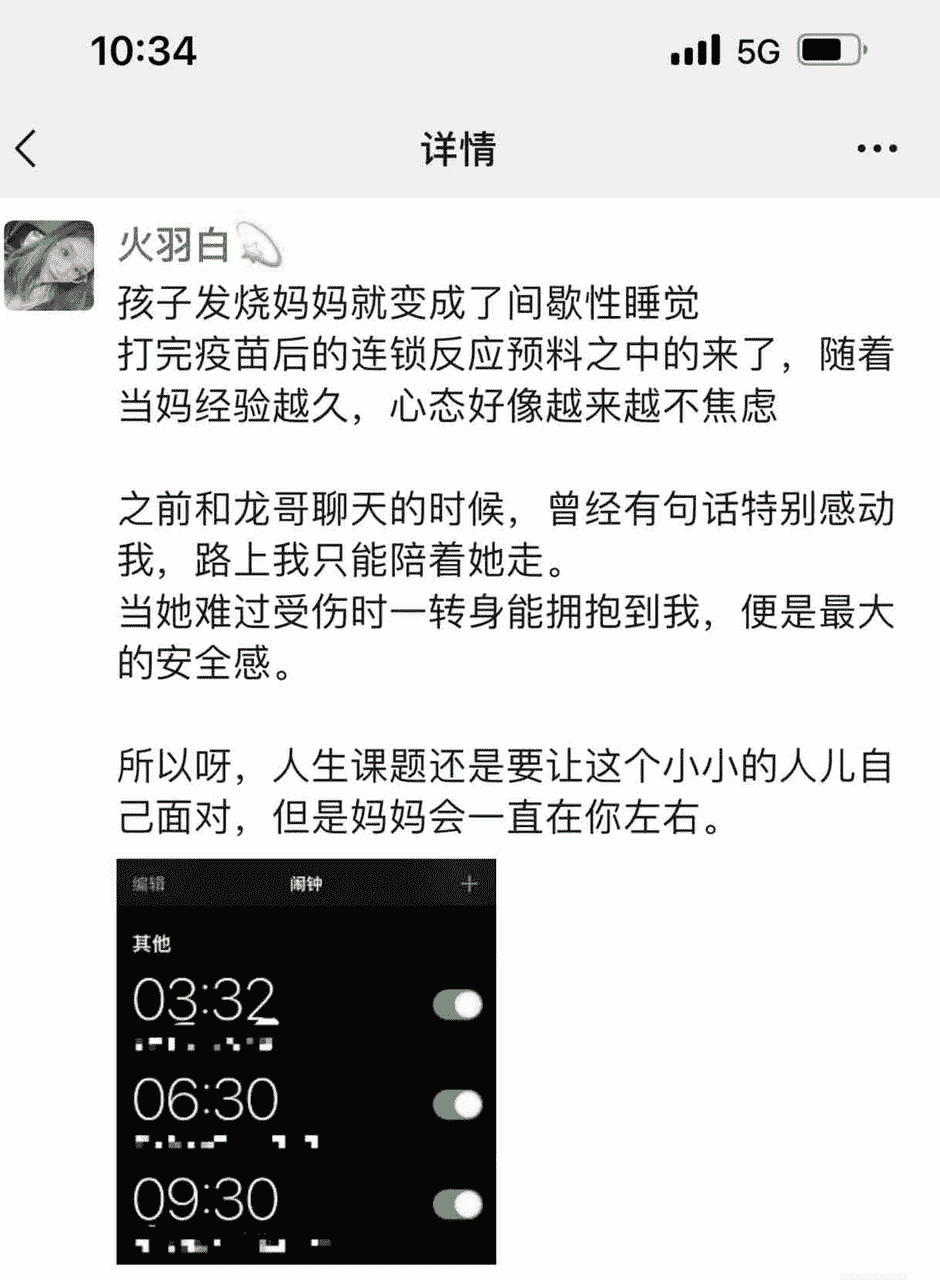 10:34
5G
详情
火羽白
孩子发烧妈妈就变成了间歇性睡觉
打完疫苗后的连锁反应预料之中的来了，随着
当妈经验越久，心态好像越来越不焦虑
之前和龙哥聊天的时候，曾经有句话特别感动
我，路上我只能陪着她走。
当她难过受伤时一转身能拥抱到我，便是最大
的安全感。
所以呀，人生课题还是要让这个小小的人儿自
己面对，但是妈妈会一直在你左右。
编辑 闹钟 +
其他
03:32
06:30
09:30